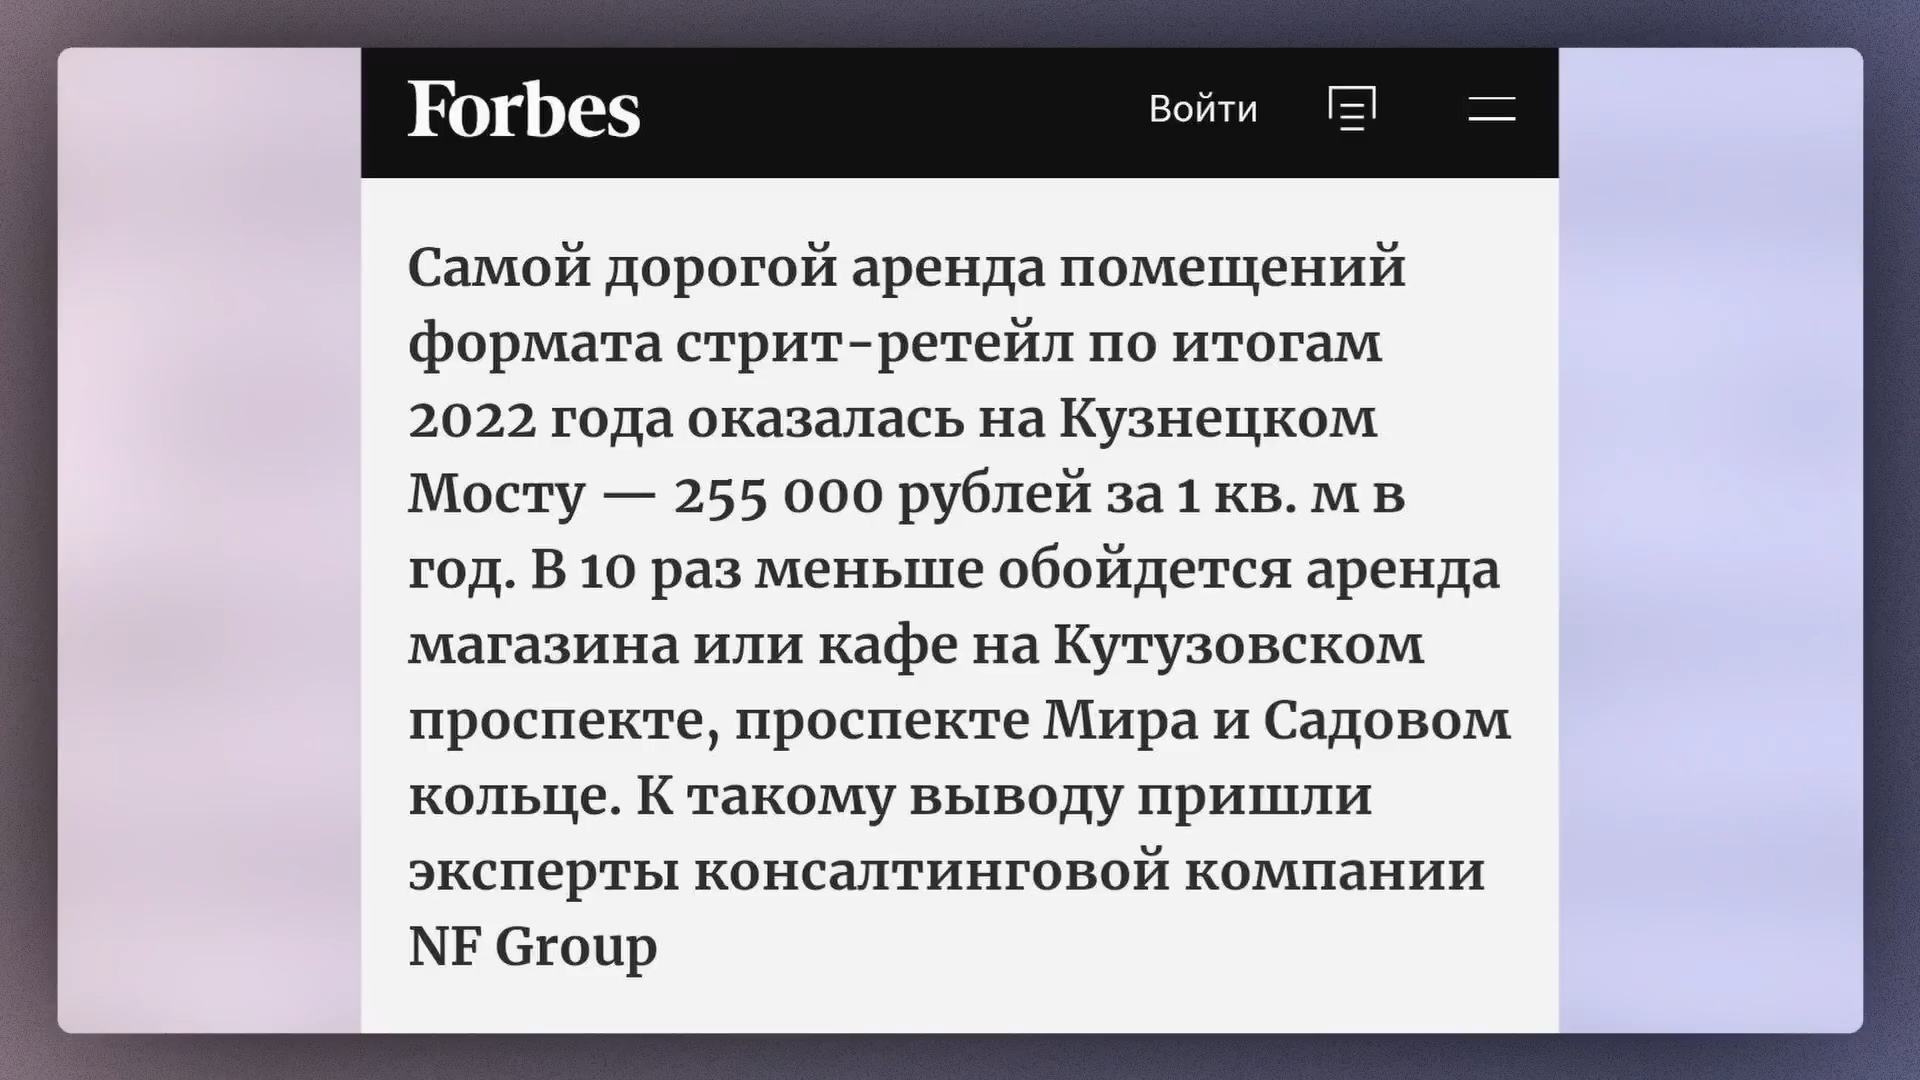 Forbes
Войти
Самой дорогой аренда помещений
формата стрит-ретейл по итогам
2022 года оказалась на Кузнецком
Мосту — 255 000 рублей за 1 кв. м в
год. В 10 раз меньше обойдется аренда
магазина или кафе на Кутузовском
проспекте, проспекте Мира и Садовом
кольце. К такому выводу пришли
эксперты консалтинговой компании
NF Group